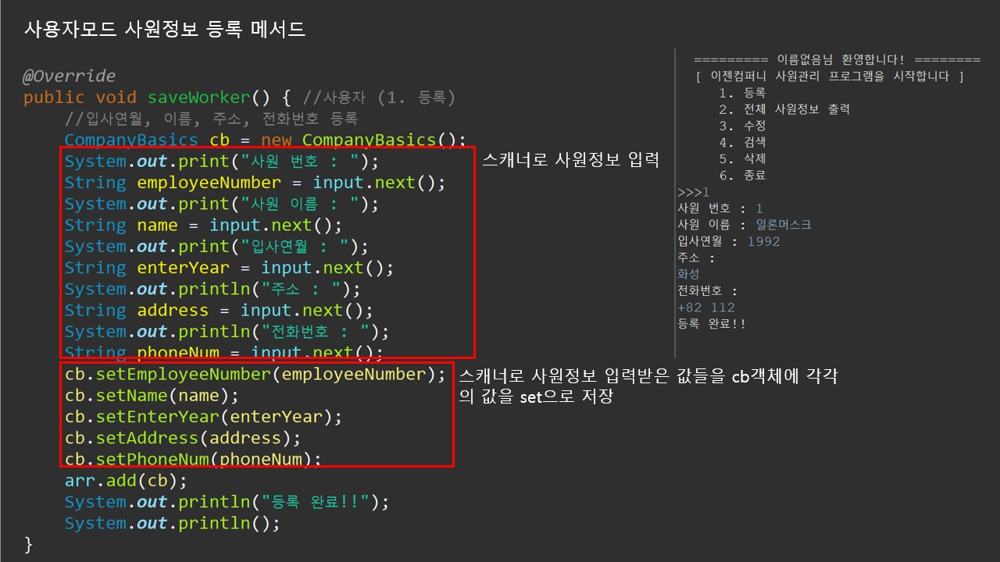 사용자모드 사원정보 등록 메서드
@Override
public void saveWorker() { //사용자 (1. 등록)
//입사연월, 이름, 주소, 전화번호 등록
CompanyBasics cb = new CompanyBasics();
System.out.print("사원 번호 : ");
String employeeNumber = input.next();
System.out.print("사원 이름 : ");
String name = input.next();
System.out.print("입사연월 : ");
String enterYear = input.next();
System.out.println("주소 : ");
String address = input.next();
System.out.println("전화번호 : ");
String phoneNum = input.next();
cb.setEmployeeNumber(employeeNumber);
cb.setName(name);
cb.setEnterYear(enterYear);
cb.setAddress(address);
cb.setPhoneNum(phoneNum);
arr.add(cb);
System.out.println("등록 완료!!");
System.out.println();
}
스캐너로 사원정보 입력
스캐너로 사원정보 입력받은 값들을 cb객체에 각각
의 값을 set으로 저장
========= 이름없음님 환영합니다! ========
[ 이젠컴퍼니 사원관리 프로그램을 시작합니다 ]
1. 등록
2. 전체 사원정보 출력
3. 수정
4. 검색
5. 삭제
6. 종료
>>>1
사원 번호 : 1
사원 이름 : 일론머스크
입사연월 : 1992
주소 :
화성
전화번호 :
+82 112
등록 완료!!